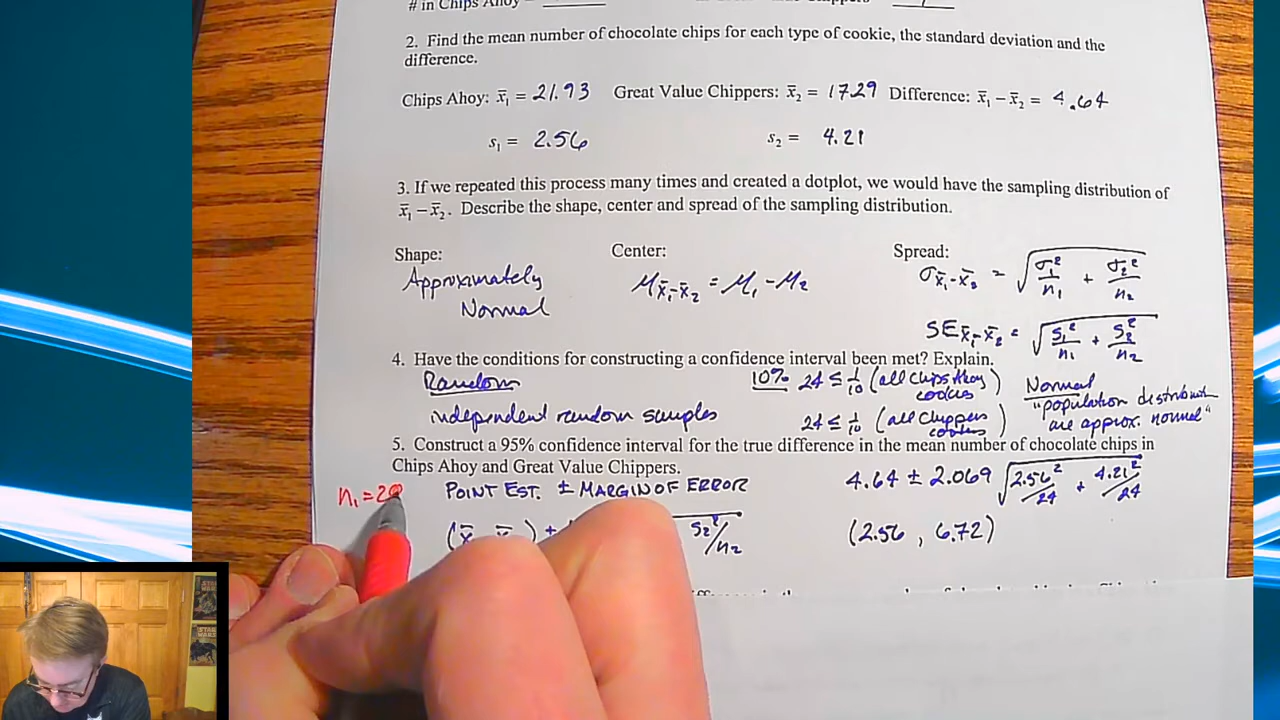 # in Chips Ahoy =
2. Find the mean number of chocolate chips for each type of cookie, the standard deviation and the
difference.
Chips Ahoy: x̄₁ = 21.93 Great Value Chippers: x̄₂ = 17.29 Difference: x̄₁ − x̄₂ = 4.64
s₁ = 2.56 s₂ = 4.21
3. If we repeated this process many times and created a dotplot, we would have the sampling distribution of
x̄₁ − x̄₂. Describe the shape, center and spread of the sampling distribution.
Shape: Center: Spread:
Approximately μx̄₁-x̄₂ = μ₁ - μ₂ σx̄₁-x̄₂ = √(σ₁²/n₁ + σ₂²/n₂)
Normal
SEx̄₁-x̄₂ = √(s₁²/n₁ + s₂²/n₂)
4. Have the conditions for constructing a confidence interval been met? Explain.
Random 10% 24 ≤ 1/10 (all Chips Ahoy cookies) Normal
independent random samples 24 ≤ 1/10 (all Chippers cookies) "population distribution are approx. normal"
5. Construct a 95% confidence interval for the true difference in the mean number of chocolate chips in
Chips Ahoy and Great Value Chippers.
n₁ = 2 POINT EST. ± MARGIN OF ERROR 4.64 ± 2.069 √(2.56²/24 + 4.21²/24)
(x̄ x̄ ) ± s₂²/n₂ (2.56, 6.72)
STAR WARS
STAR WARS